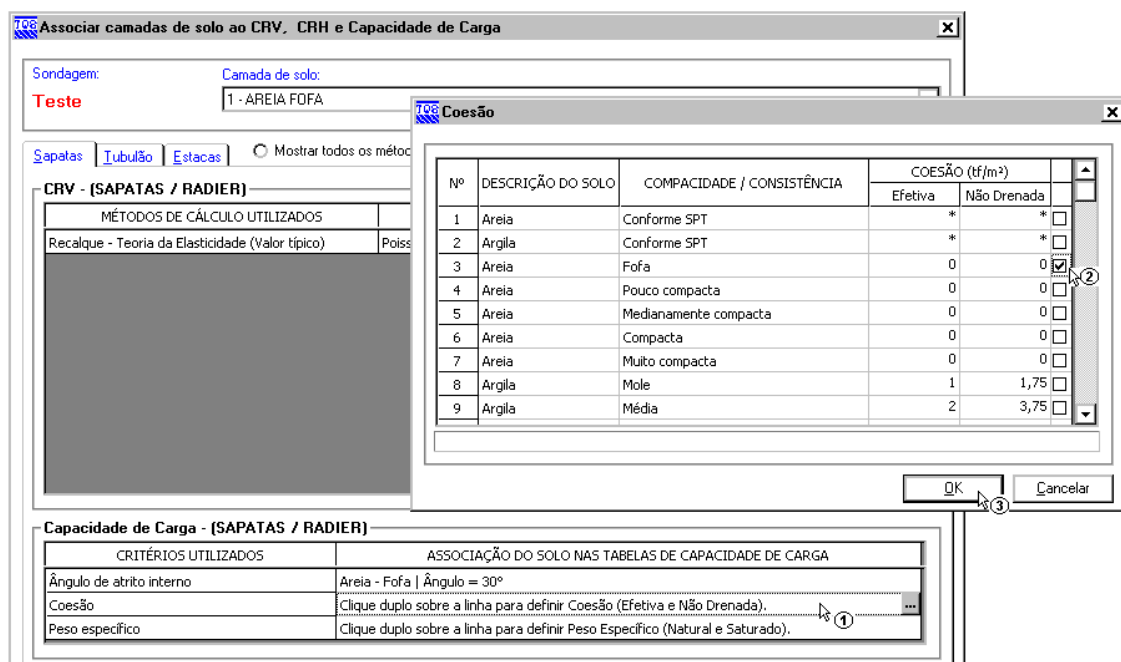 TQS Associar camadas de solo ao CRV, CRH e Capacidade de Carga
Sondagem: Camada de solo:
Teste 1 - AREIA FOFA
Sapatas Tubulão Estacas Mostrar todos os métod
CRV - (SAPATAS / RADIER)
MÉTODOS DE CÁLCULO UTILIZADOS
Recalque - Teoria da Elasticidade (Valor típico) Poiss
TQS Coesão
Nº DESCRIÇÃO DO SOLO COMPACIDADE / CONSISTÊNCIA COESÃO (tf/m²)
Efetiva Não Drenada
1 Areia Conforme SPT * *
2 Argila Conforme SPT * *
3 Areia Fofa 0 0
2
4 Areia Pouco compacta 0 0
5 Areia Medianamente compacta 0 0
6 Areia Compacta 0 0
7 Areia Muito compacta 0 0
8 Argila Mole 1 1,75
9 Argila Média 2 3,75
OK Cancelar
3
Capacidade de Carga - (SAPATAS / RADIER)
CRITÉRIOS UTILIZADOS ASSOCIAÇÃO DO SOLO NAS TABELAS DE CAPACIDADE DE CARGA
Ângulo de atrito interno Areia - Fofa | Ângulo = 30º
Coesão Clique duplo sobre a linha para definir Coesão (Efetiva e Não Drenada). ...
1
Peso específico Clique duplo sobre a linha para definir Peso Específico (Natural e Saturado).